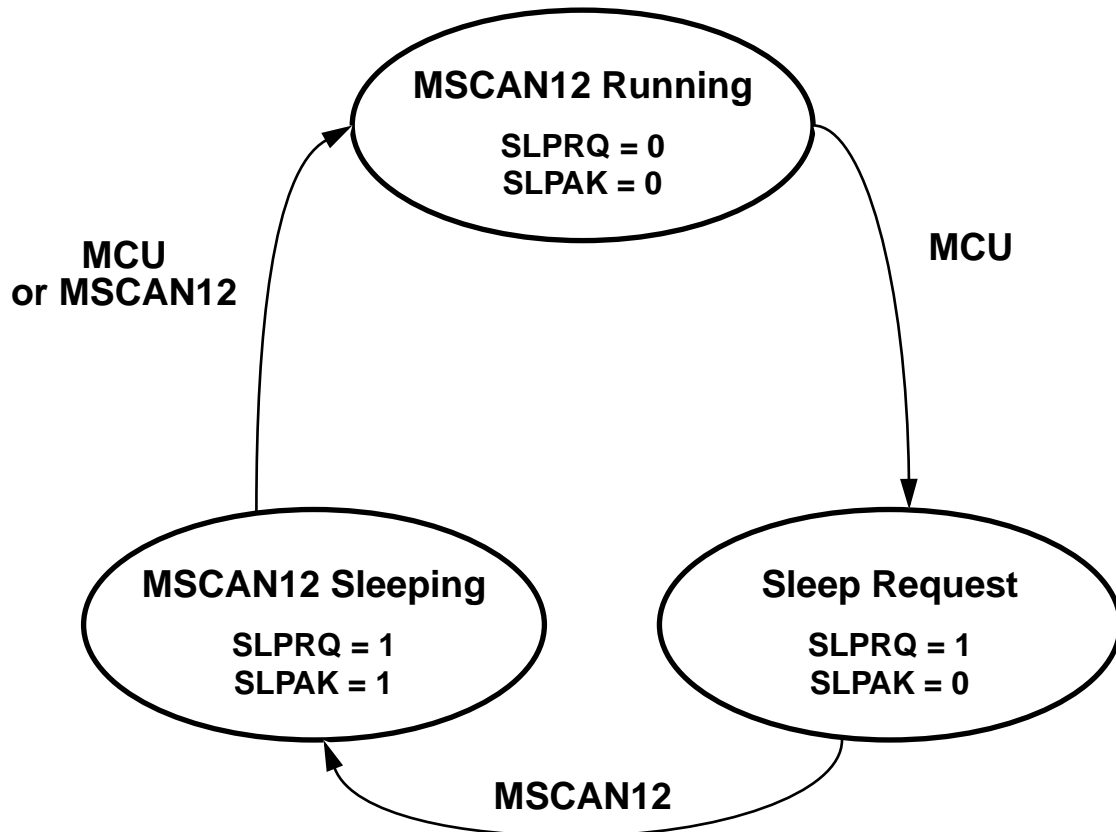 MSCAN12 Running
SLPRQ = 0
SLPAK = 0
MCU
or MSCAN12
MCU
MSCAN12 Sleeping
SLPRQ = 1
SLPAK = 1
Sleep Request
SLPRQ = 1
SLPAK = 0
MSCAN12